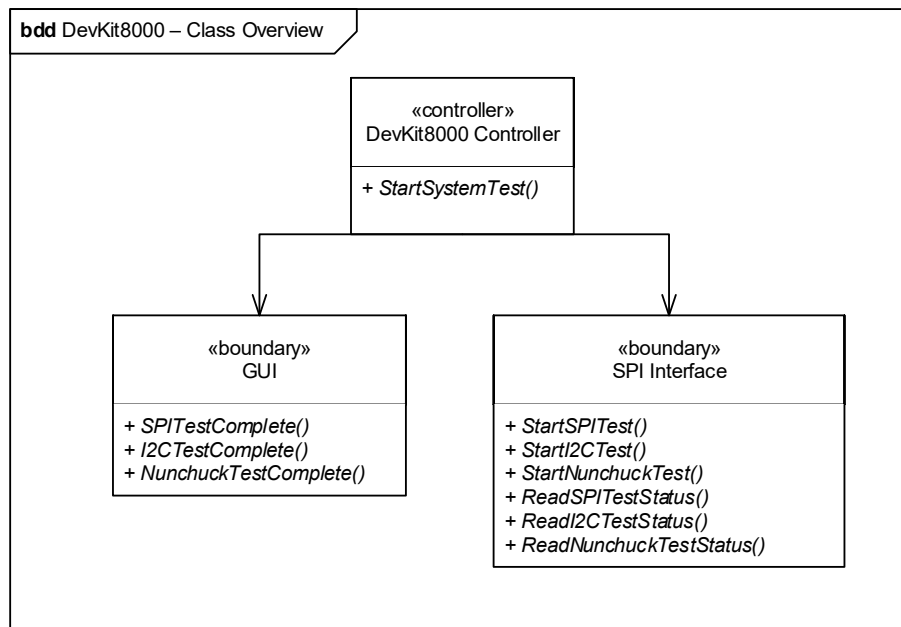 bdd DevKit8000 – Class Overview
«controller»
DevKit8000 Controller
+ StartSystemTest()
«boundary»
GUI
+ SPITestComplete()
+ I2CTestComplete()
+ NunchuckTestComplete()
«boundary»
SPI Interface
+ StartSPITest()
+ StartI2CTest()
+ StartNunchuckTest()
+ ReadSPITestStatus()
+ ReadI2CTestStatus()
+ ReadNunchuckTestStatus()